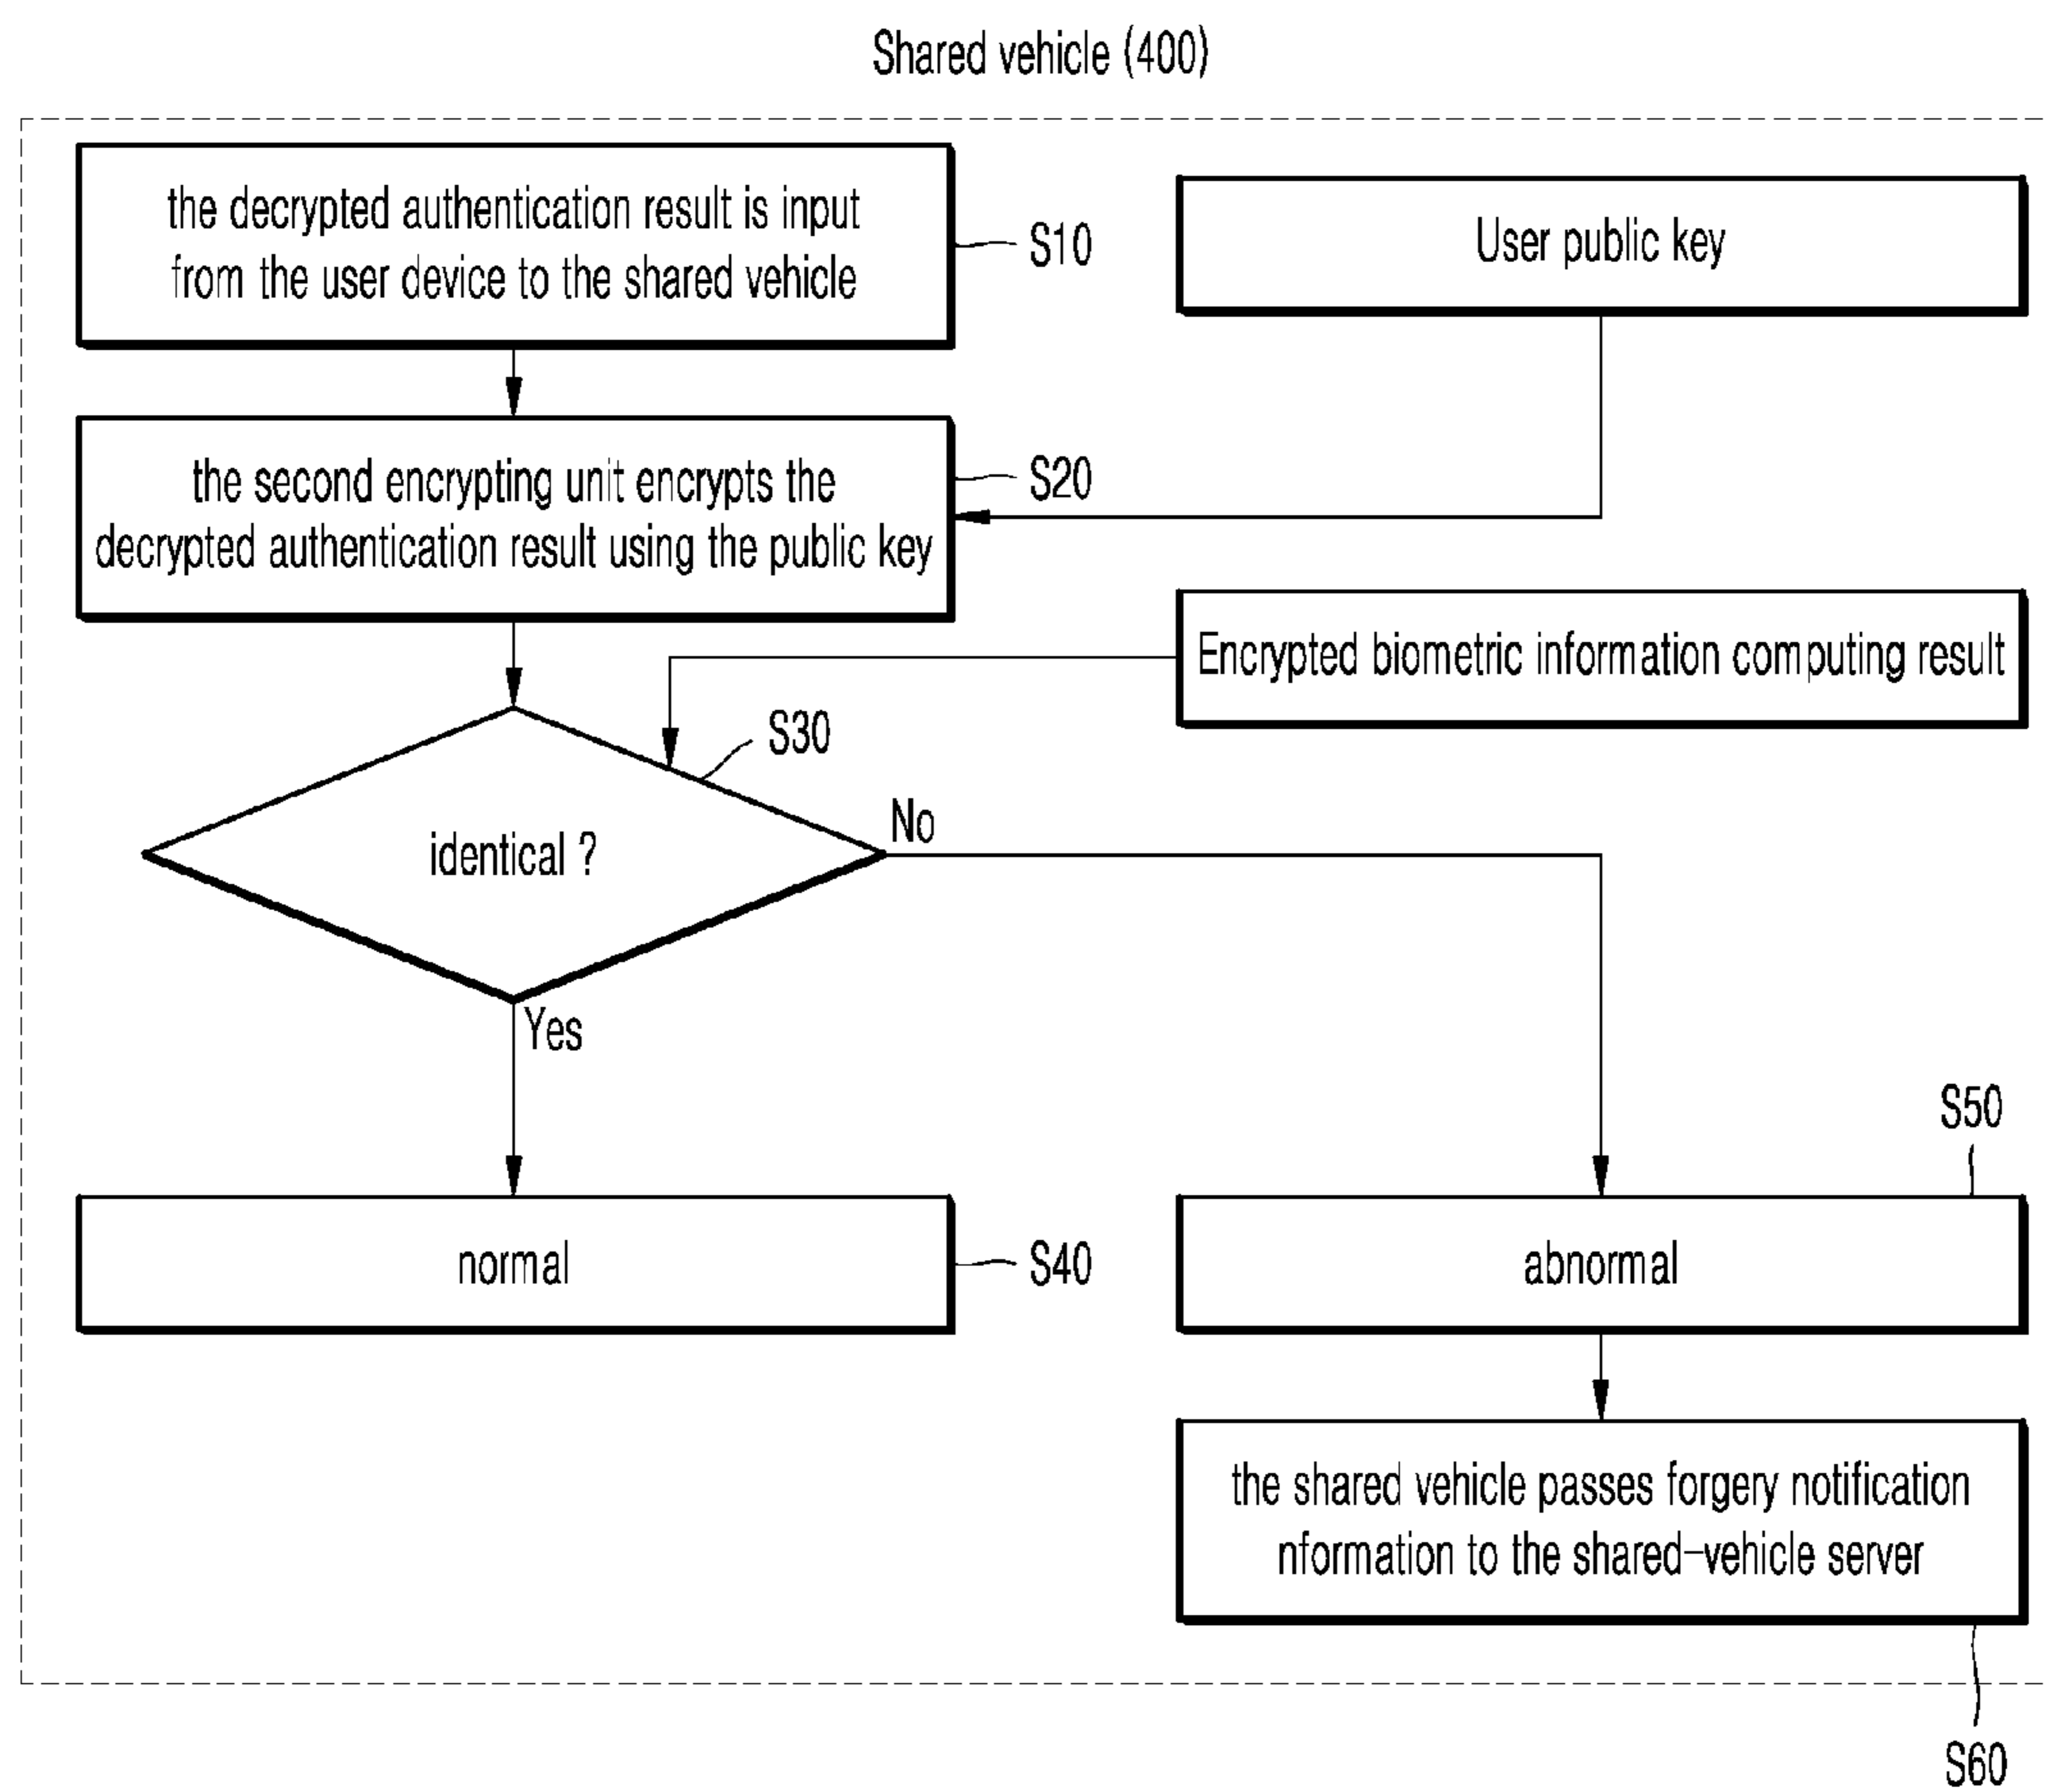 Shared vehicle (400)
the decrypted authentication result is input
from the user device to the shared vehicle
S10
User public key
the second encrypting unit encrypts the
decrypted authentication result using the public key
S20
Encrypted biometric information computing result
S30
identical ?
No
Yes
normal
S40
S50
abnormal
the shared vehicle passes forgery notification
nformation to the shared-vehicle server
S60